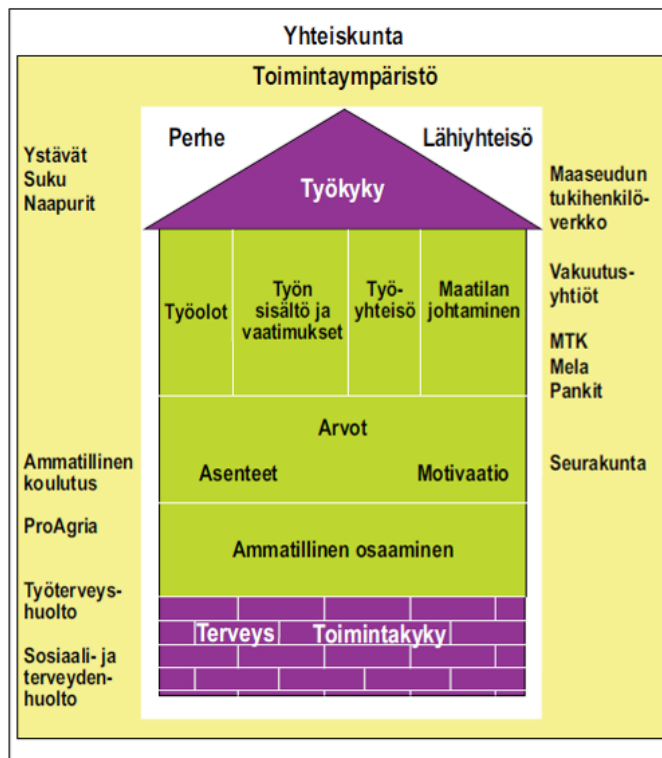 Yhteiskunta
Toimintaympäristö
Perhe
Lähiyhteisö
Ystävät
Suku
Naapurit
Työkyky
Maaseudun
tukihenkilö-
verkko
Työolot
Työn
sisältö ja
vaatimukset
Työ-
yhteisö
Maatilan
johtaminen
Vakuutus-
yhtiöt
MTK
Mela
Pankit
Arvot
Asenteet
Motivaatio
Ammatillinen
koulutus
Seurakunta
ProAgria
Ammatillinen osaaminen
Työterveys-
huolto
Terveys
Toimintakyky
Sosiaali- ja
terveyden-
huolto